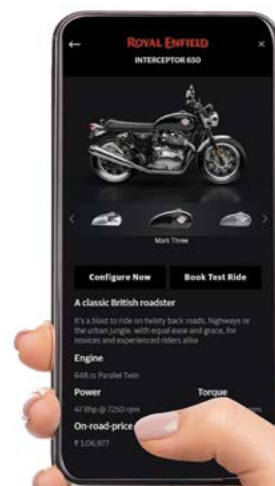 ROYAL ENFIELD
INTERCEPTOR 650
Mark Three
Configure Now
Book Test Ride
A classic British roadster
It's a blast to ride on twisty back roads, highways or
the urban jungle, with equal ease and grace, for
novices and experienced riders alike
Engine
648 cc Parallel Twin
Power
Torque
47 Bhp @ 7250 rpm
On-road-price
₹ 3,06,977